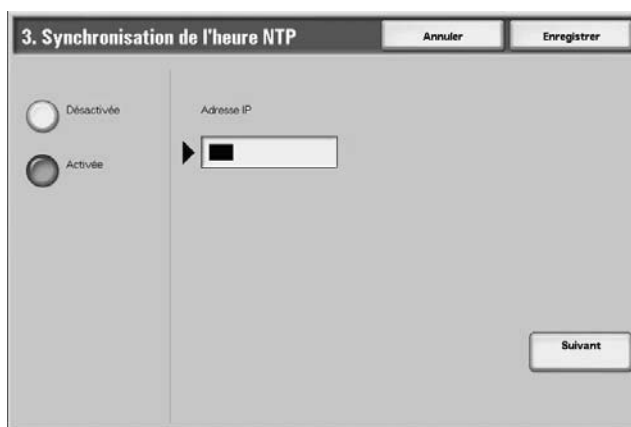 3. Synchronisation de l'heure NTP
Annuler
Enregistrer
Désactivée
Activée
Adresse IP
Suivant